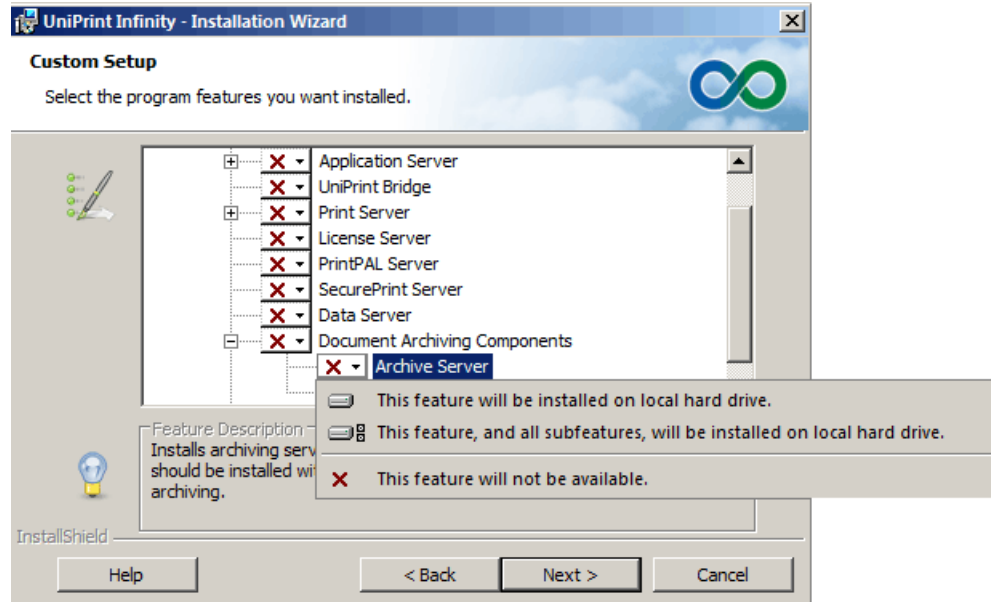 UniPrint Infinity - Installation Wizard
Custom Setup
Select the program features you want installed.
Application Server
UniPrint Bridge
Print Server
License Server
PrintPAL Server
SecurePrint Server
Data Server
Document Archiving Components
Archive Server
This feature will be installed on local hard drive.
This feature, and all subfeatures, will be installed on local hard drive.
This feature will not be available.
Feature Description
Installs archiving serv
should be installed wi
archiving.
InstallShield
Help
< Back
Next >
Cancel